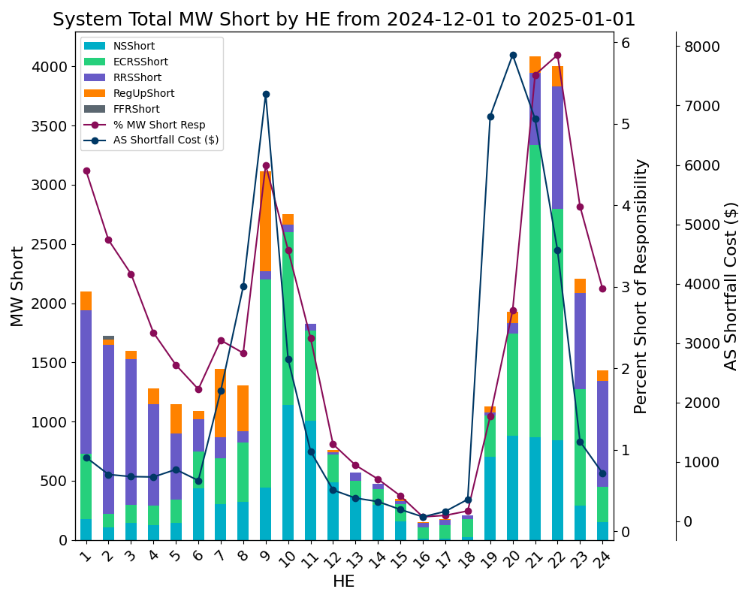 System Total MW Short by HE from 2024-12-01 to 2025-01-01
NSShort
ECRSShort
RRSShort
RegUpShort
FFRShort
% MW Short Resp
AS Shortfall Cost ($)
MW Short
4000
3500
3000
2500
2000
1500
1000
500
0
1 2 3 4 5 6 7 8 9 10 11 12 13 14 15 16 17 18 19 20 21 22 23 24
HE
6
5
4
3
2
1
0
Percent Short of Responsibility
8000
7000
6000
5000
4000
3000
2000
1000
0
AS Shortfall Cost ($)